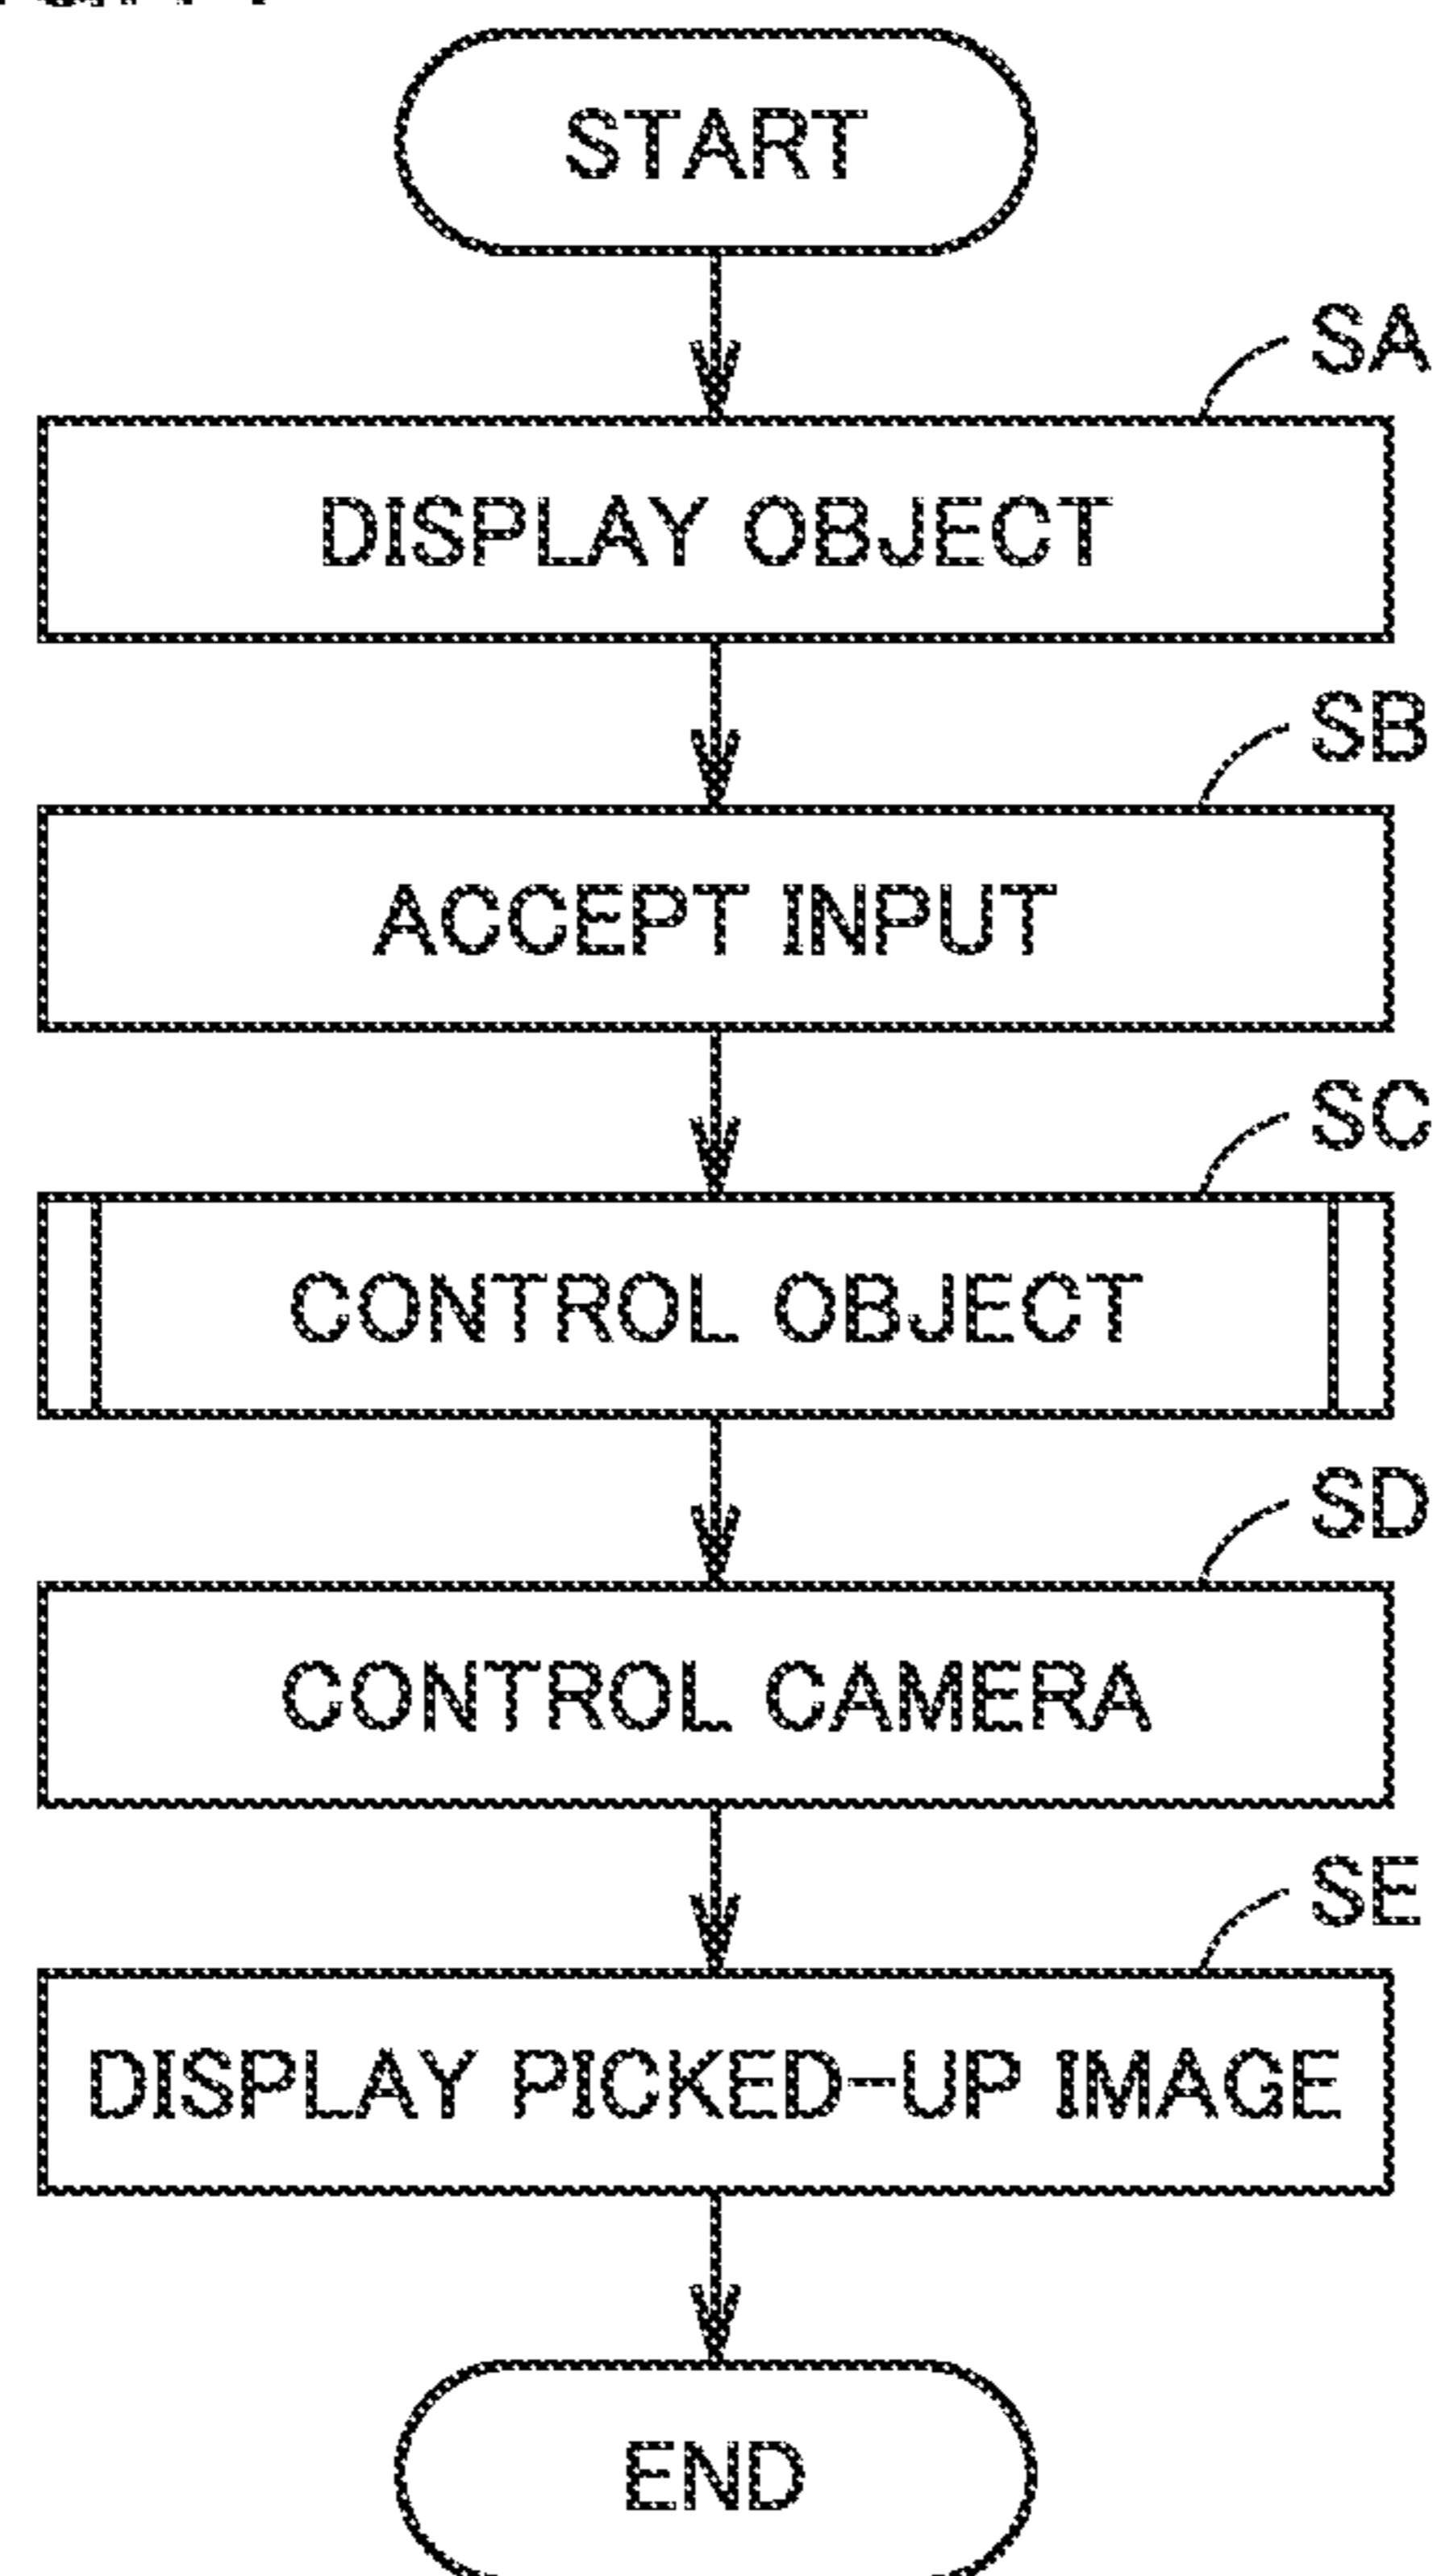 START
SA
DISPLAY OBJECT
SB
ACCEPT INPUT
SC
CONTROL OBJECT
SD
CONTROL CAMERA
SE
DISPLAY PICKED-UP IMAGE
END